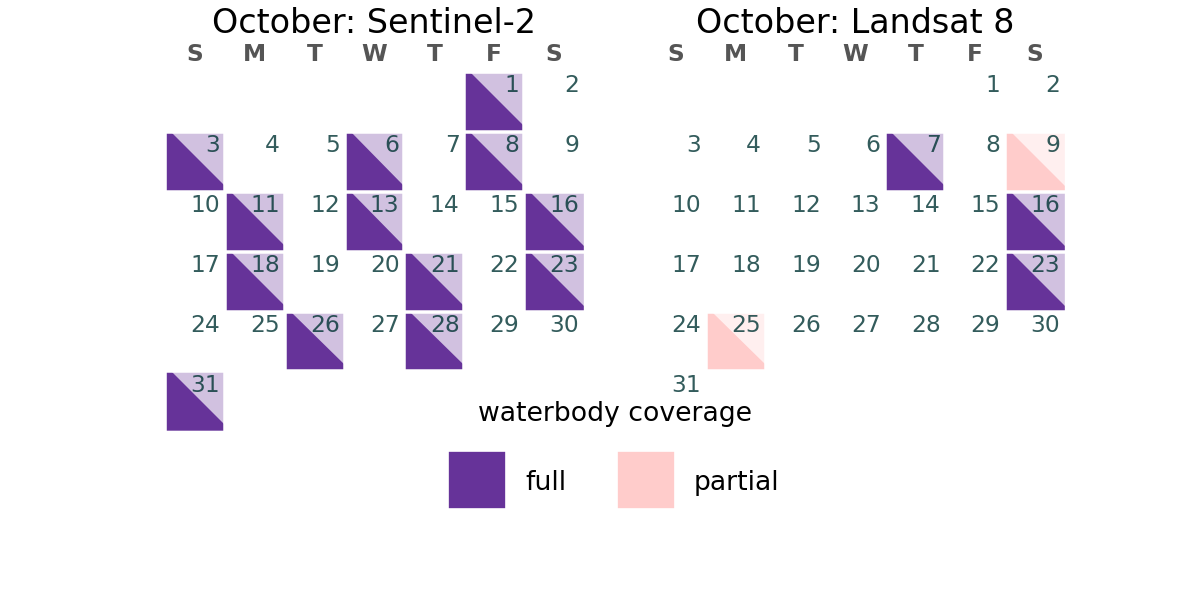 October: Sentinel-2
S M T W T F S
1 2
3 4 5 6 7 8 9
10 11 12 13 14 15 16
17 18 19 20 21 22 23
24 25 26 27 28 29 30
31
October: Landsat 8
S M T W T F S
1 2
3 4 5 6 7 8 9
10 11 12 13 14 15 16
17 18 19 20 21 22 23
24 25 26 27 28 29 30
31
waterbody coverage
full partial